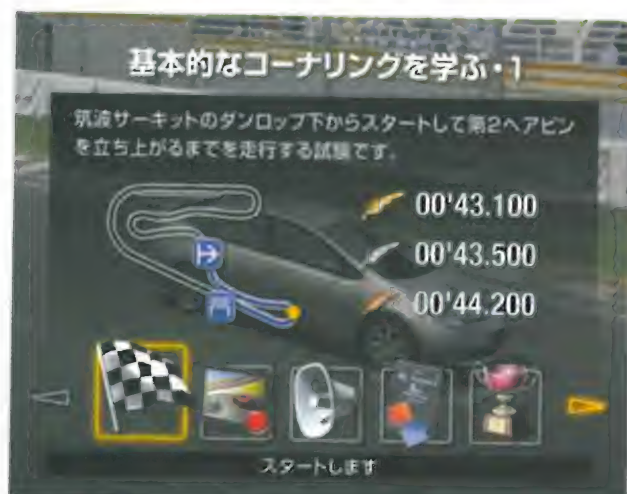 基本的なコーナリングを学ぶ・1
筑波サーキットのダンロップ下からスタートして第2ヘアピン
を立ち上がるまでを走行する試験です。
00'43.100
00'43.500
00'44.200
スタートします